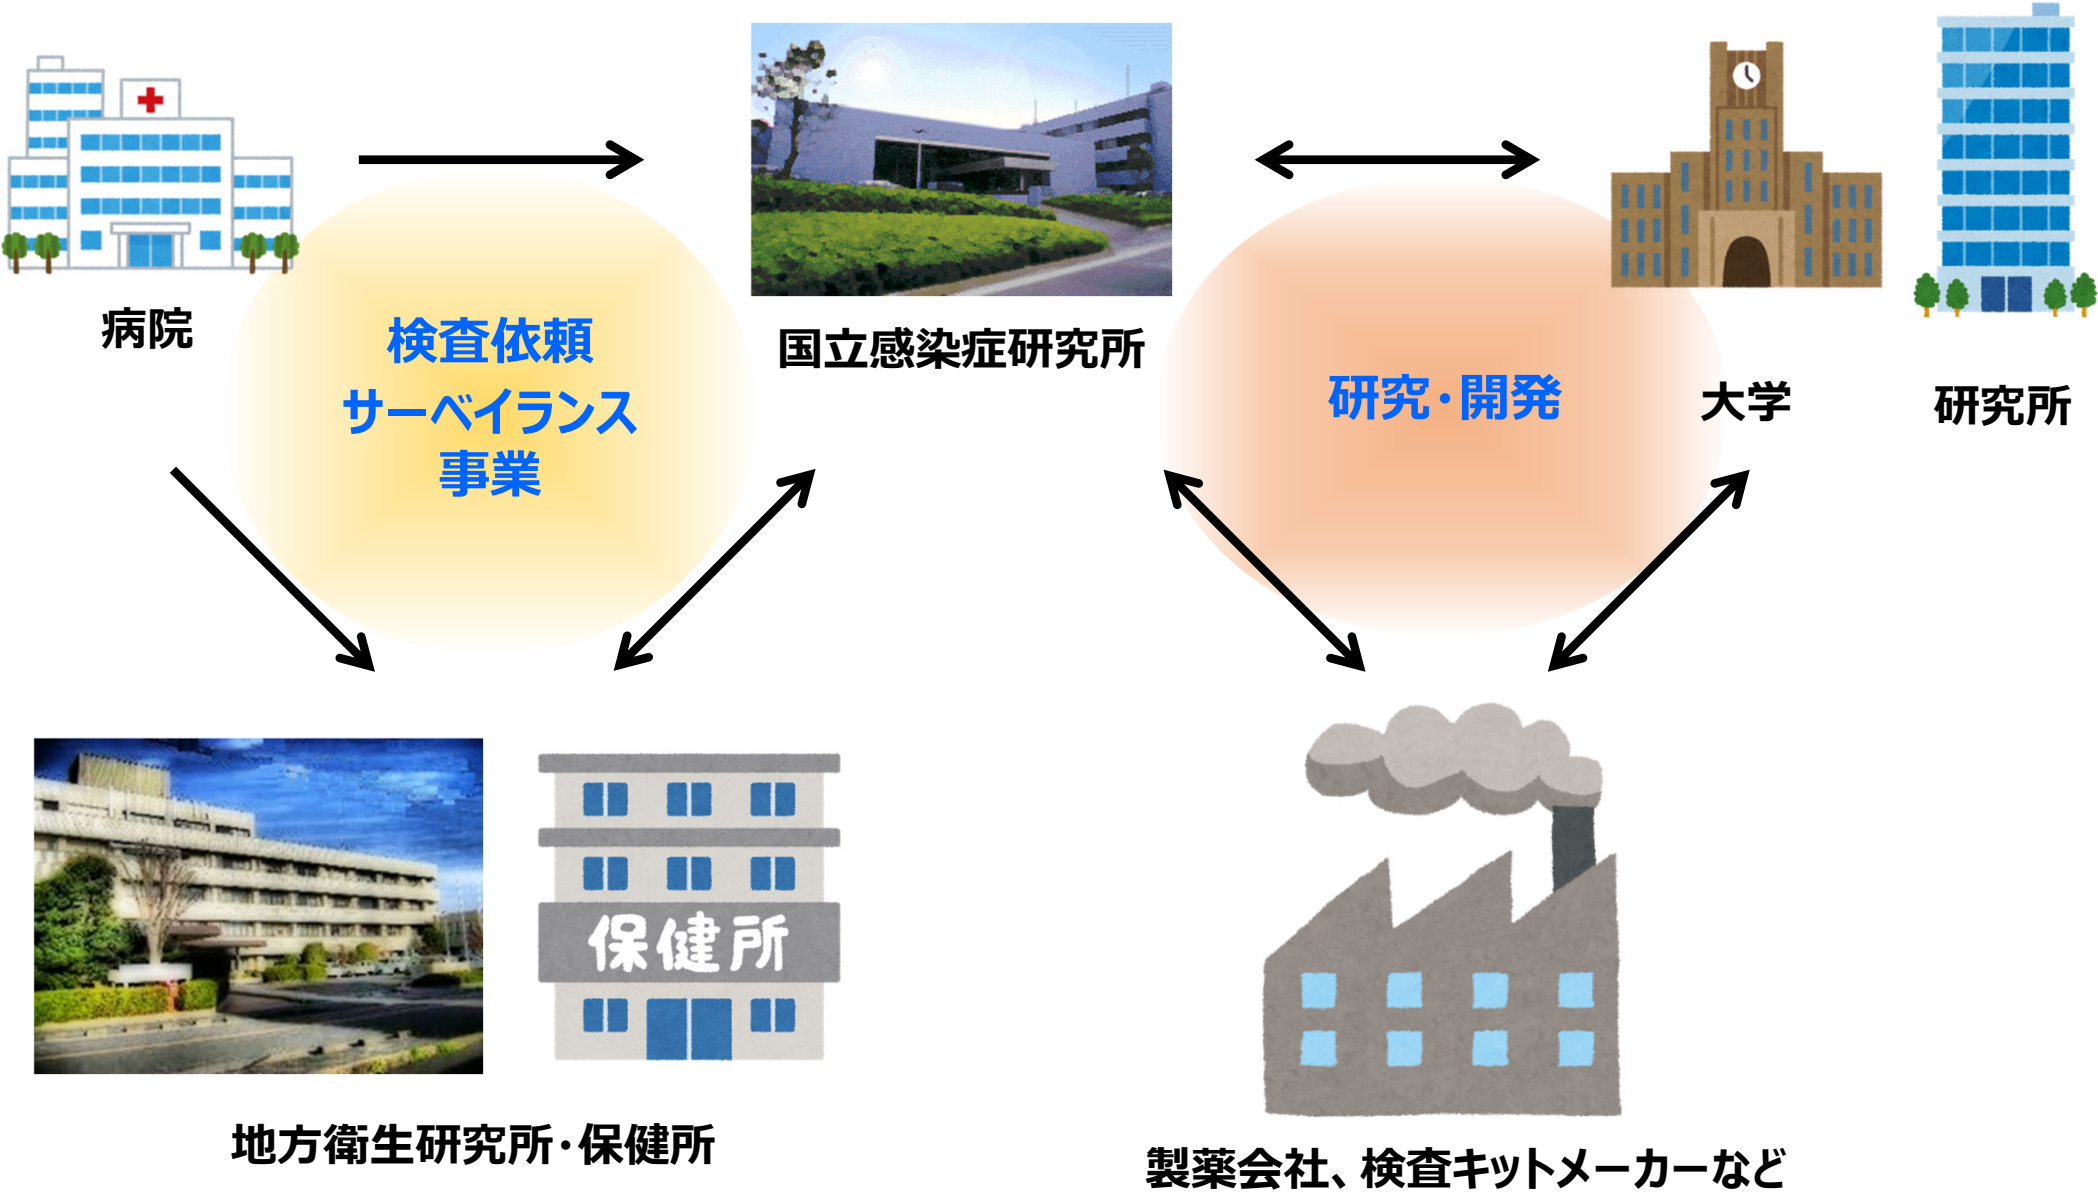 病院
検査依頼
サーベイランス
事業
国立感染症研究所
研究・開発
大学
研究所
保健所
地方衛生研究所・保健所
製薬会社、検査キットメーカーなど